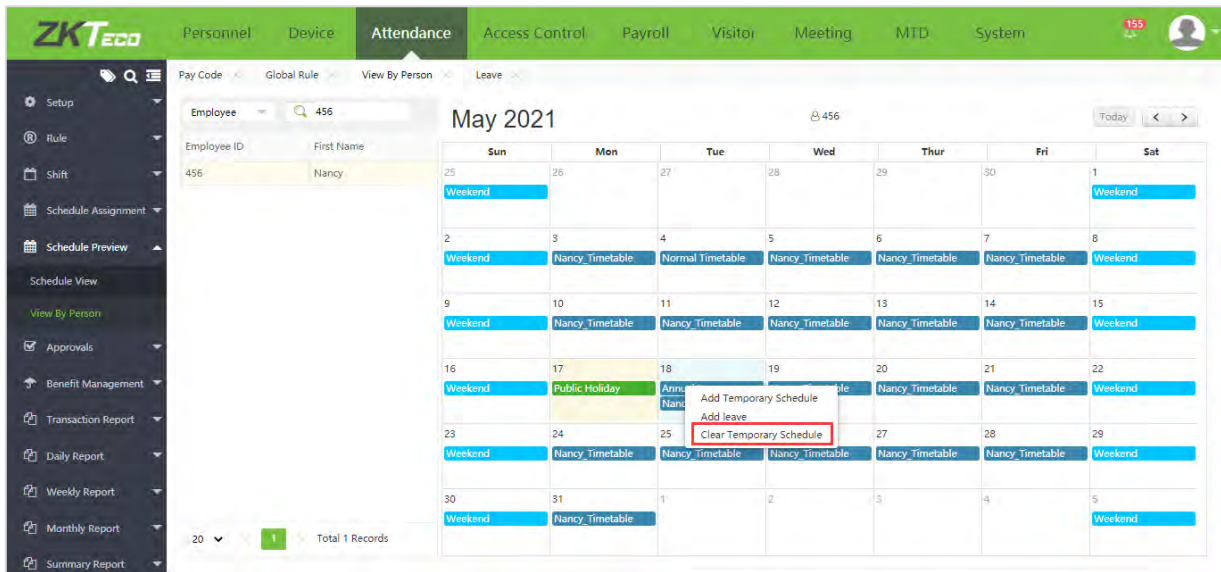 ZKTeco Personnel Device Attendance Access Control Payroll Visitor Meeting MTD System 155
Pay Code Global Rule View By Person Leave
Setup
Rule
Shift
Schedule Assignment
Schedule Preview
Schedule View
View By Person
Approvals
Benefit Management
Transaction Report
Daily Report
Weekly Report
Monthly Report
Summary Report
Employee 456
Employee ID First Name
456 Nancy
20 1 Total 1 Records
May 2021 456 Today < >
Sun Mon Tue Wed Thur Fri Sat
25 26 27 28 29 30 1
Weekend Weekend
2 3 4 5 6 7 8
Weekend Nancy_Timetable Normal Timetable Nancy_Timetable Nancy_Timetable Nancy_Timetable Weekend
9 10 11 12 13 14 15
Weekend Nancy_Timetable Nancy_Timetable Nancy_Timetable Nancy_Timetable Nancy_Timetable Weekend
16 17 18 19 20 21 22
Weekend Public Holiday Nancy_Timetable Nancy_Timetable Weekend
Add Temporary Schedule
Add leave
Clear Temporary Schedule
23 24 25 27 28 29
Weekend Nancy_Timetable Nancy_Timetable Nancy_Timetable Nancy_Timetable Nancy_Timetable Weekend
30 31 1 2 3 4 5
Weekend Nancy_Timetable Weekend